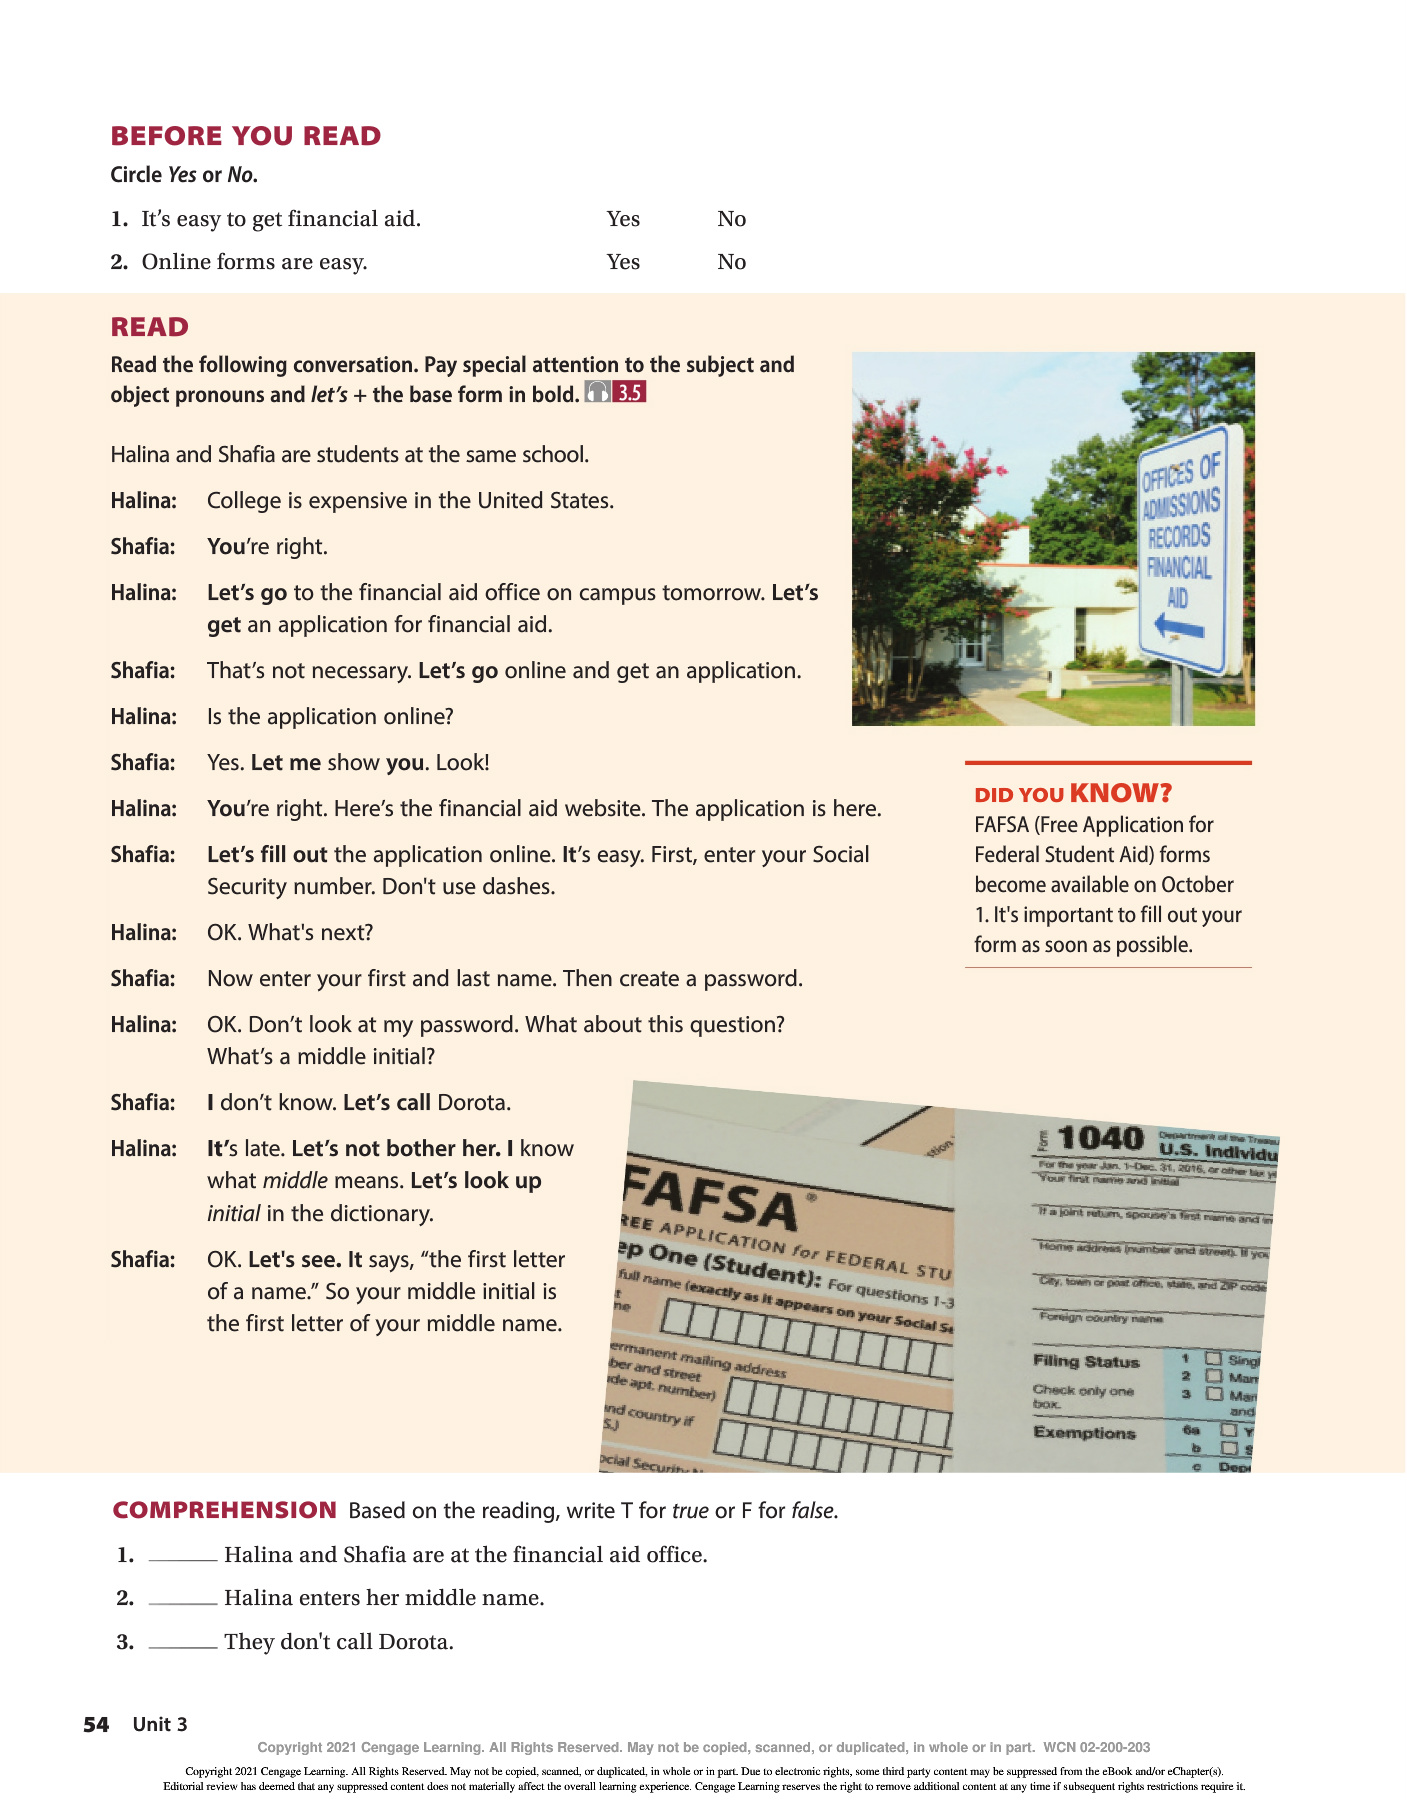 BEFORE YOU READ
Circle Yes or No.
1. It’s easy to get financial aid. Yes No
2. Online forms are easy. Yes No
READ
Read the following conversation. Pay special attention to the subject and
object pronouns and let’s + the base form in bold. 3.5
Halina and Shafia are students at the same school.
Halina: College is expensive in the United States.
Shafia: You’re right.
Halina: Let’s go to the financial aid office on campus tomorrow. Let’s
get an application for financial aid.
Shafia: That’s not necessary. Let’s go online and get an application.
Halina: Is the application online?
Shafia: Yes. Let me show you. Look!
Halina: You’re right. Here’s the financial aid website. The application is here.
Shafia: Let’s fill out the application online. It’s easy. First, enter your Social
Security number. Don't use dashes.
Halina: OK. What's next?
Shafia: Now enter your first and last name. Then create a password.
Halina: OK. Don’t look at my password. What about this question?
What’s a middle initial?
Shafia: I don’t know. Let’s call Dorota.
Halina: It’s late. Let’s not bother her. I know
what middle means. Let’s look up
initial in the dictionary.
Shafia: OK. Let's see. It says, “the first letter
of a name.” So your middle initial is
the first letter of your middle name.
OFFICES OF
ADMISSIONS
RECORDS
FINANCIAL
AID
DID YOU KNOW?
FAFSA (Free Application for
Federal Student Aid) forms
become available on October
1. It's important to fill out your
form as soon as possible.
FAFSA®
REE APPLICATION for FEDERAL STU
ep One (Student): For questions 1-3
full name (exactly as it appears on your Social Se
ermanent mailing address
ber and street
de apt. number)
nd country if
S.)
ocial Security
Form 1040 Department of the Treasu
U.S. Individu
For the year Jan. 1–Dec. 31, 2015, or other tax ye
Your first name and initial
If a joint return, spouse's first name and in
Home address (number and street). If you
City, town or post office, state, and ZIP code
Foreign country name
Filing Status 1 Singl
2 Marr
Check only one 3 Marr
box. and
Exemptions 6a Y
b S
c Depe
COMPREHENSION Based on the reading, write T for true or F for false.
1. ______ Halina and Shafia are at the financial aid office.
2. ______ Halina enters her middle name.
3. ______ They don't call Dorota.
54 Unit 3
Copyright 2021 Cengage Learning. All Rights Reserved. May not be copied, scanned, or duplicated, in whole or in part. WCN 02-200-203
Copyright 2021 Cengage Learning. All Rights Reserved. May not be copied, scanned, or duplicated, in whole or in part. Due to electronic rights, some third party content may be suppressed from the eBook and/or eChapter(s).
Editorial review has deemed that any suppressed content does not materially affect the overall learning experience. Cengage Learning reserves the right to remove additional content at any time if subsequent rights restrictions require it.